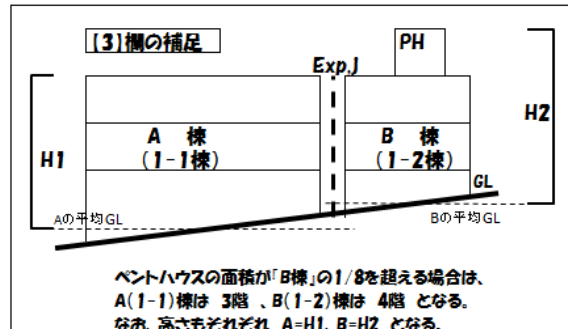 【3】欄の補足
PH
Exp.J
H2
A 棟
(1-1棟)
B 棟
(1-2棟)
H1
GL
Aの平均GL
Bの平均GL
ペントハウスの面積が「B棟」の1/8を超える場合は、
A(1-1)棟は 3階 、B(1-2)棟は 4階 となる。
なお、高さもそれぞれ A=H1、B=H2 となる。